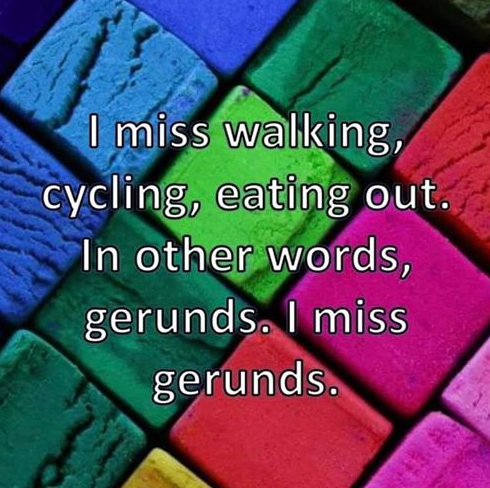 I miss walking,
cycling, eating out.
In other words,
gerunds. I miss
gerunds.